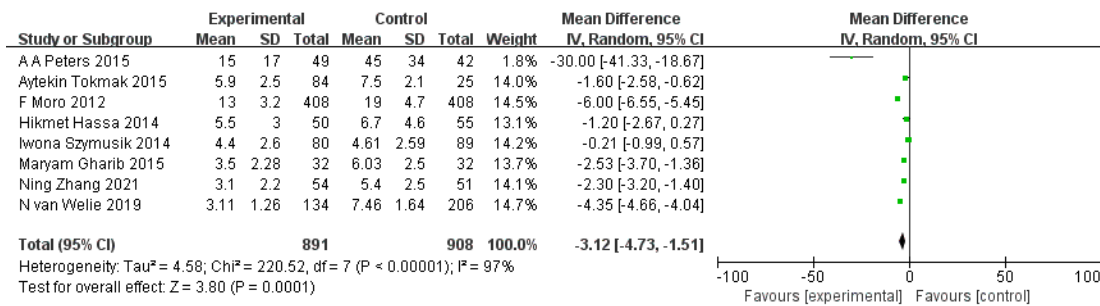 Experimental Control Mean Difference Mean Difference
Study or Subgroup Mean SD Total Mean SD Total Weight IV, Random, 95% CI IV, Random, 95% CI
A A Peters 2015 15 17 49 45 34 42 1.8% -30.00 [-41.33, -18.67]
Aytekin Tokmak 2015 5.9 2.5 84 7.5 2.1 25 14.0% -1.60 [-2.58, -0.62]
F Moro 2012 13 3.2 408 19 4.7 408 14.5% -6.00 [-6.55, -5.45]
Hikmet Hassa 2014 5.5 3 50 6.7 4.6 55 13.1% -1.20 [-2.67, 0.27]
Iwona Szymusik 2014 4.4 2.6 80 4.61 2.59 89 14.2% -0.21 [-0.99, 0.57]
Maryam Gharib 2015 3.5 2.28 32 6.03 2.5 32 13.7% -2.53 [-3.70, -1.36]
Ning Zhang 2021 3.1 2.2 54 5.4 2.5 51 14.1% -2.30 [-3.20, -1.40]
N van Welie 2019 3.11 1.26 134 7.46 1.64 206 14.7% -4.35 [-4.66, -4.04]
Total (95% CI) 891 908 100.0% -3.12 [-4.73, -1.51]
Heterogeneity: Tau² = 4.58; Chi² = 220.52, df = 7 (P < 0.00001); I² = 97%
Test for overall effect: Z = 3.80 (P = 0.0001)
-100 -50 0 50 100
Favours [experimental] Favours [control]